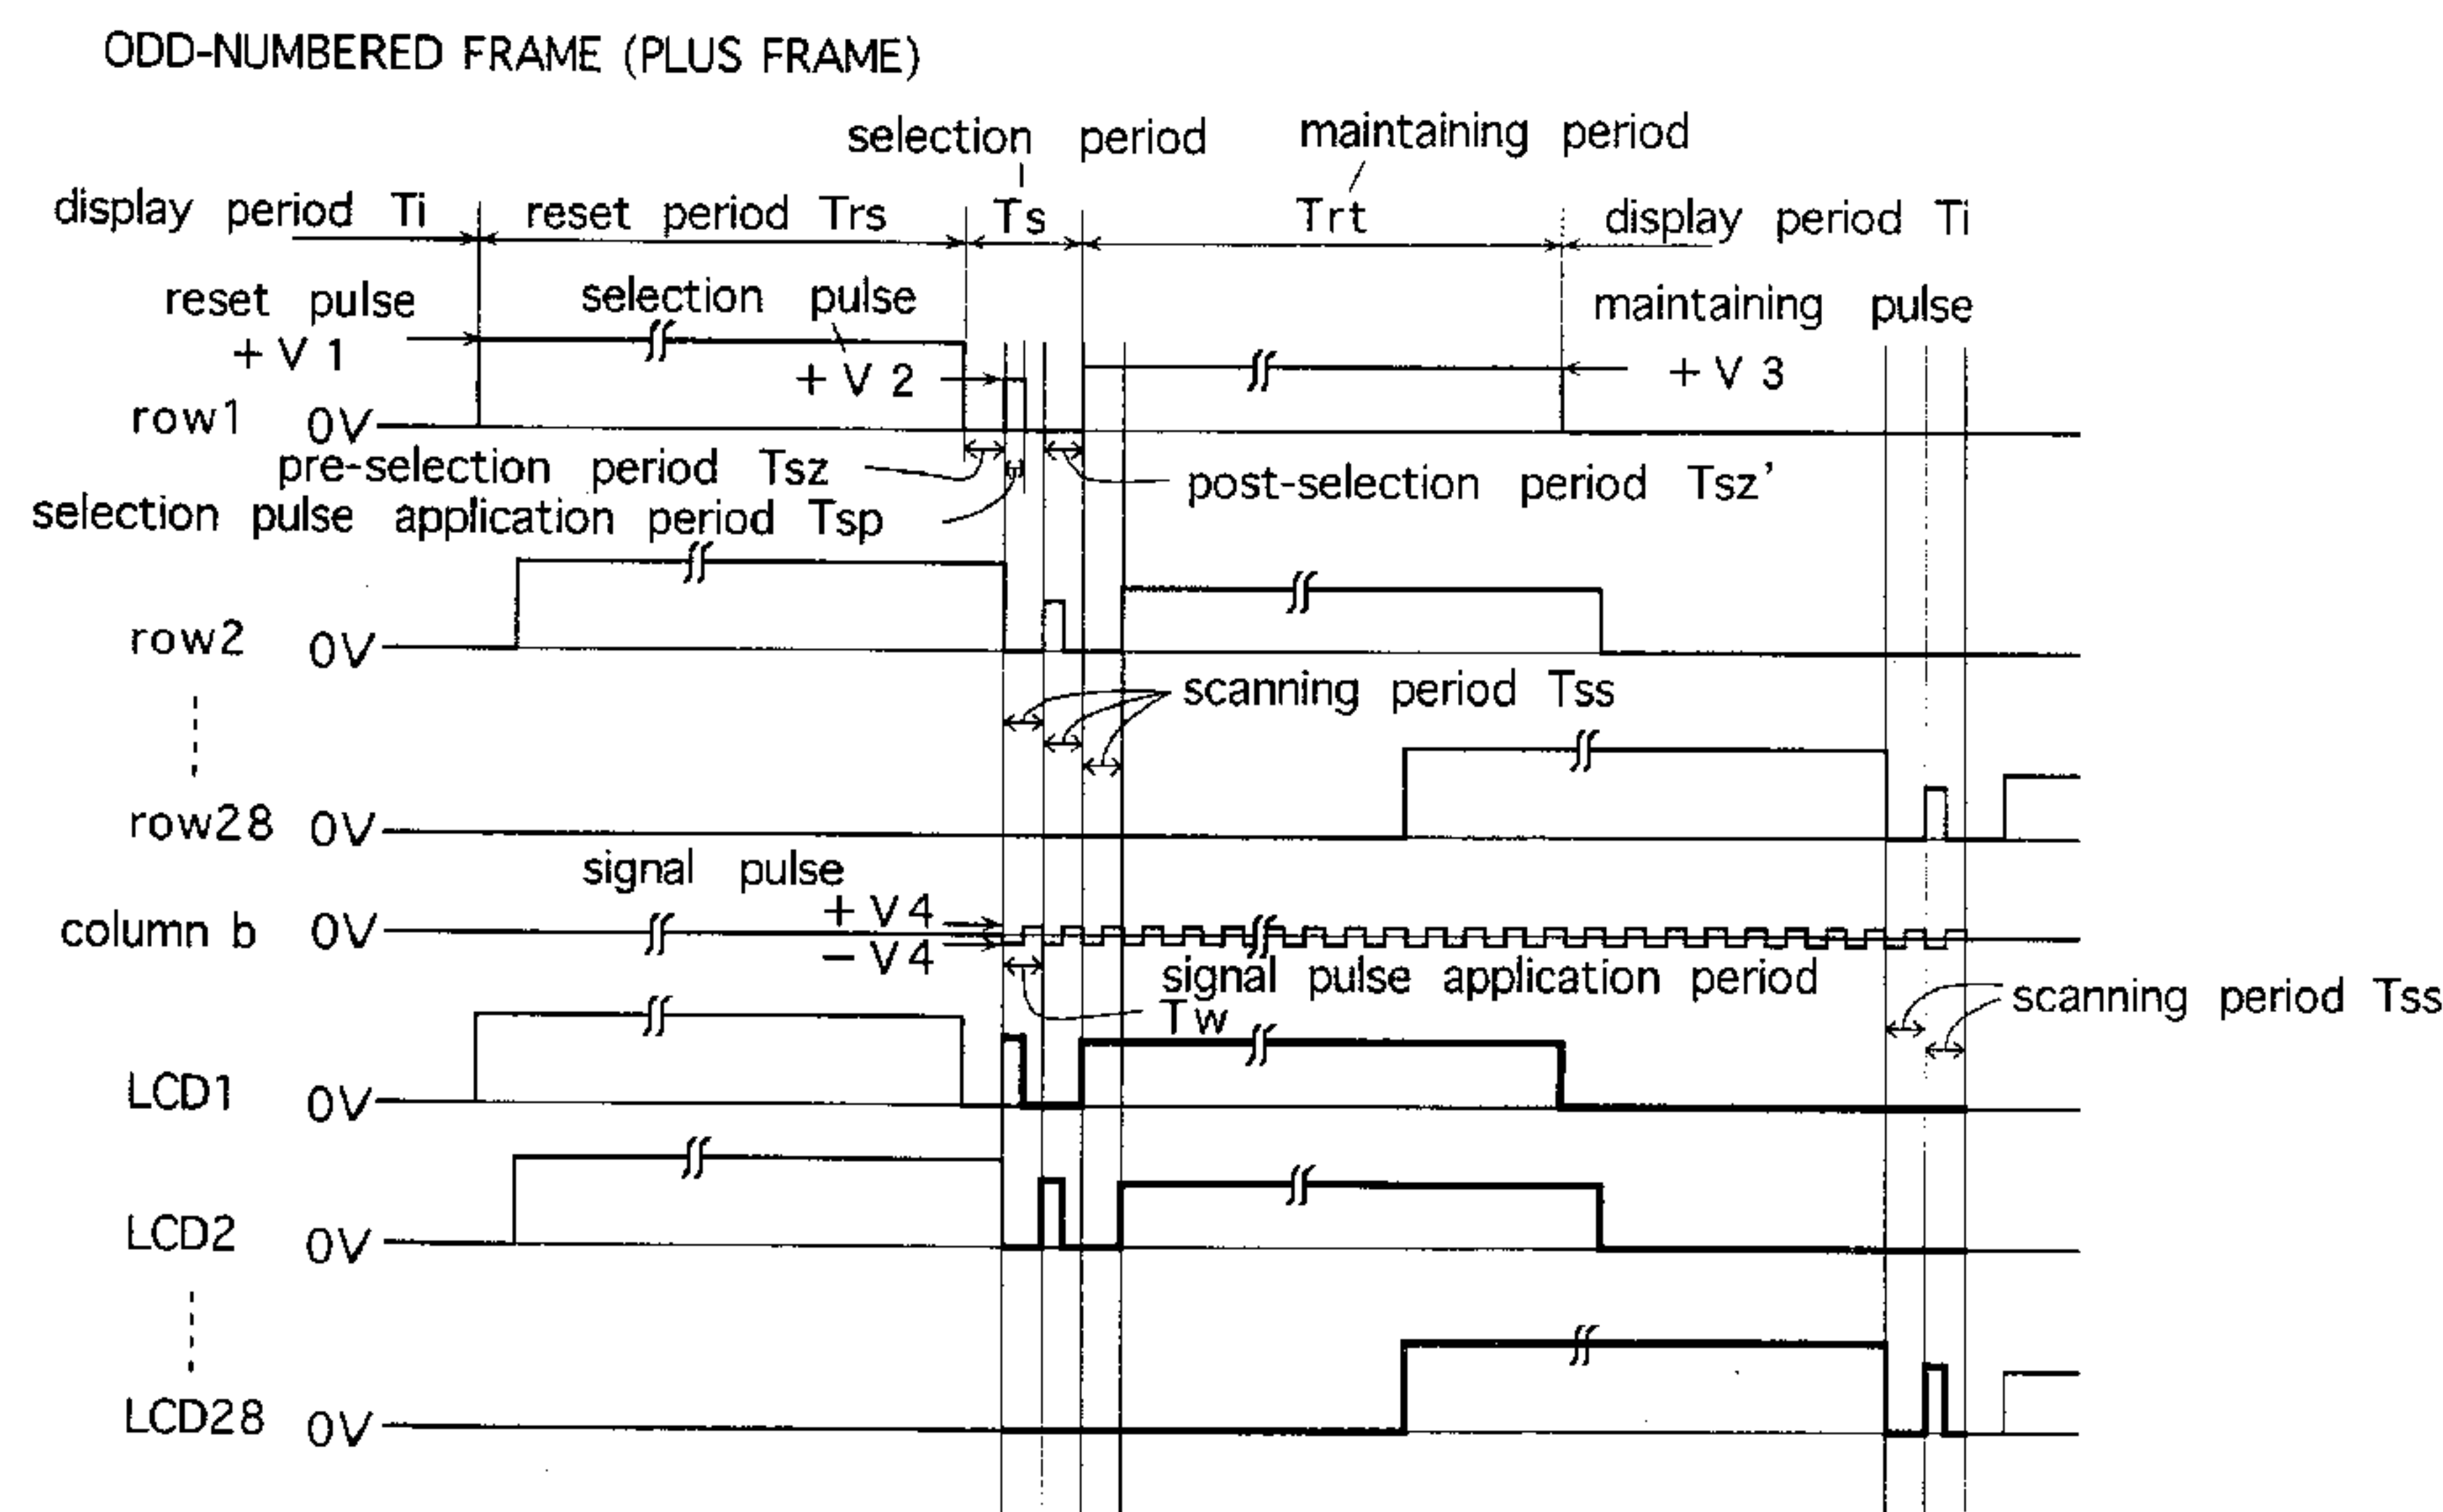 ODD-NUMBERED FRAME (PLUS FRAME)
selection period
maintaining period
display period Ti
reset period Trs
Ts
Trt
display period Ti
reset pulse
selection pulse
maintaining pulse
+ V 1
+ V 2
+ V 3
row1 0V
pre-selection period Tsz
post-selection period Tsz'
selection pulse application period Tsp
row2 0V
scanning period Tss
row28 0V
signal pulse
column b 0V
+ V4
− V4
signal pulse application period
Tw
scanning period Tss
LCD1 0V
LCD2 0V
LCD28 0V